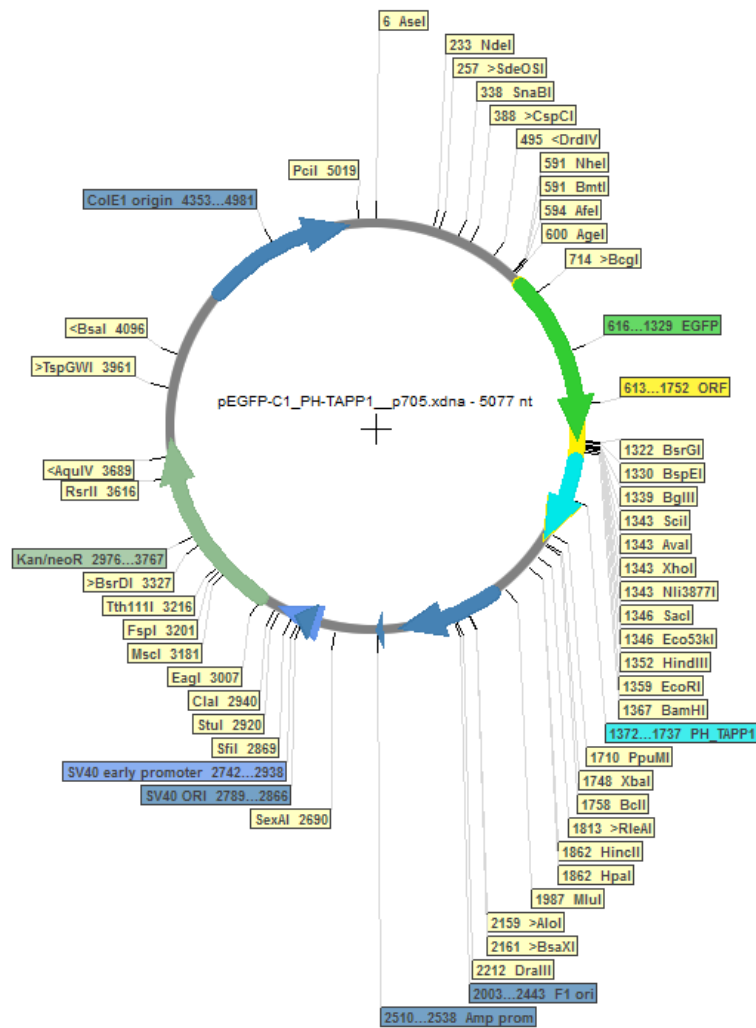 6 AseI
233 NdeI
257 >SdeOSI
338 SnaBI
388 >CspCI
495 <DrdIV
591 NheI
591 BmtI
594 AfeI
600 AgeI
714 >BcgI
616...1329 EGFP
613...1752 ORF
1322 BsrGI
1330 BspEI
1339 BglII
1343 SciI
1343 AvaI
1343 XhoI
1343 Nli3877I
1346 SacI
1346 Eco53kI
1352 HindIII
1359 EcoRI
1367 BamHI
1372...1737 PH_TAPP1
1710 PpuMI
1748 XbaI
1758 BclI
1813 >RleAI
1862 HincII
1862 HpaI
1987 MluI
2159 >AloI
2161 >BsaXI
2212 DraIII
2003...2443 F1 ori
2510...2538 Amp prom
SexAI 2690
SV40 ORI 2789...2866
SV40 early promoter 2742...2938
SfiI 2869
StuI 2920
ClaI 2940
EagI 3007
MscI 3181
FspI 3201
Tth111I 3216
>BsrDI 3327
Kan/neoR 2976...3767
RsrII 3616
<AquIV 3689
>TspGWI 3961
<BsaI 4096
ColE1 origin 4353...4981
PciI 5019
pEGFP-C1_PH-TAPP1__p705.xdna - 5077 nt